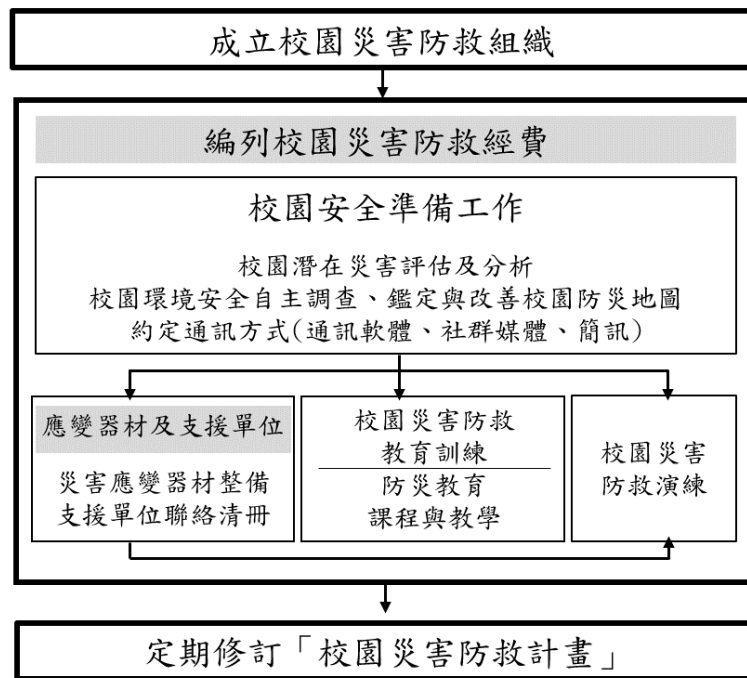 成立校園災害防救組織
編列校園災害防救經費
校園安全準備工作
校園潛在災害評估及分析
校園環境安全自主調查、鑑定與改善校園防災地圖
約定通訊方式(通訊軟體、社群媒體、簡訊)
應變器材及支援單位
災害應變器材整備
支援單位聯絡清冊
校園災害防救
教育訓練
防災教育
課程與教學
校園災害
防救演練
定期修訂「校園災害防救計畫」